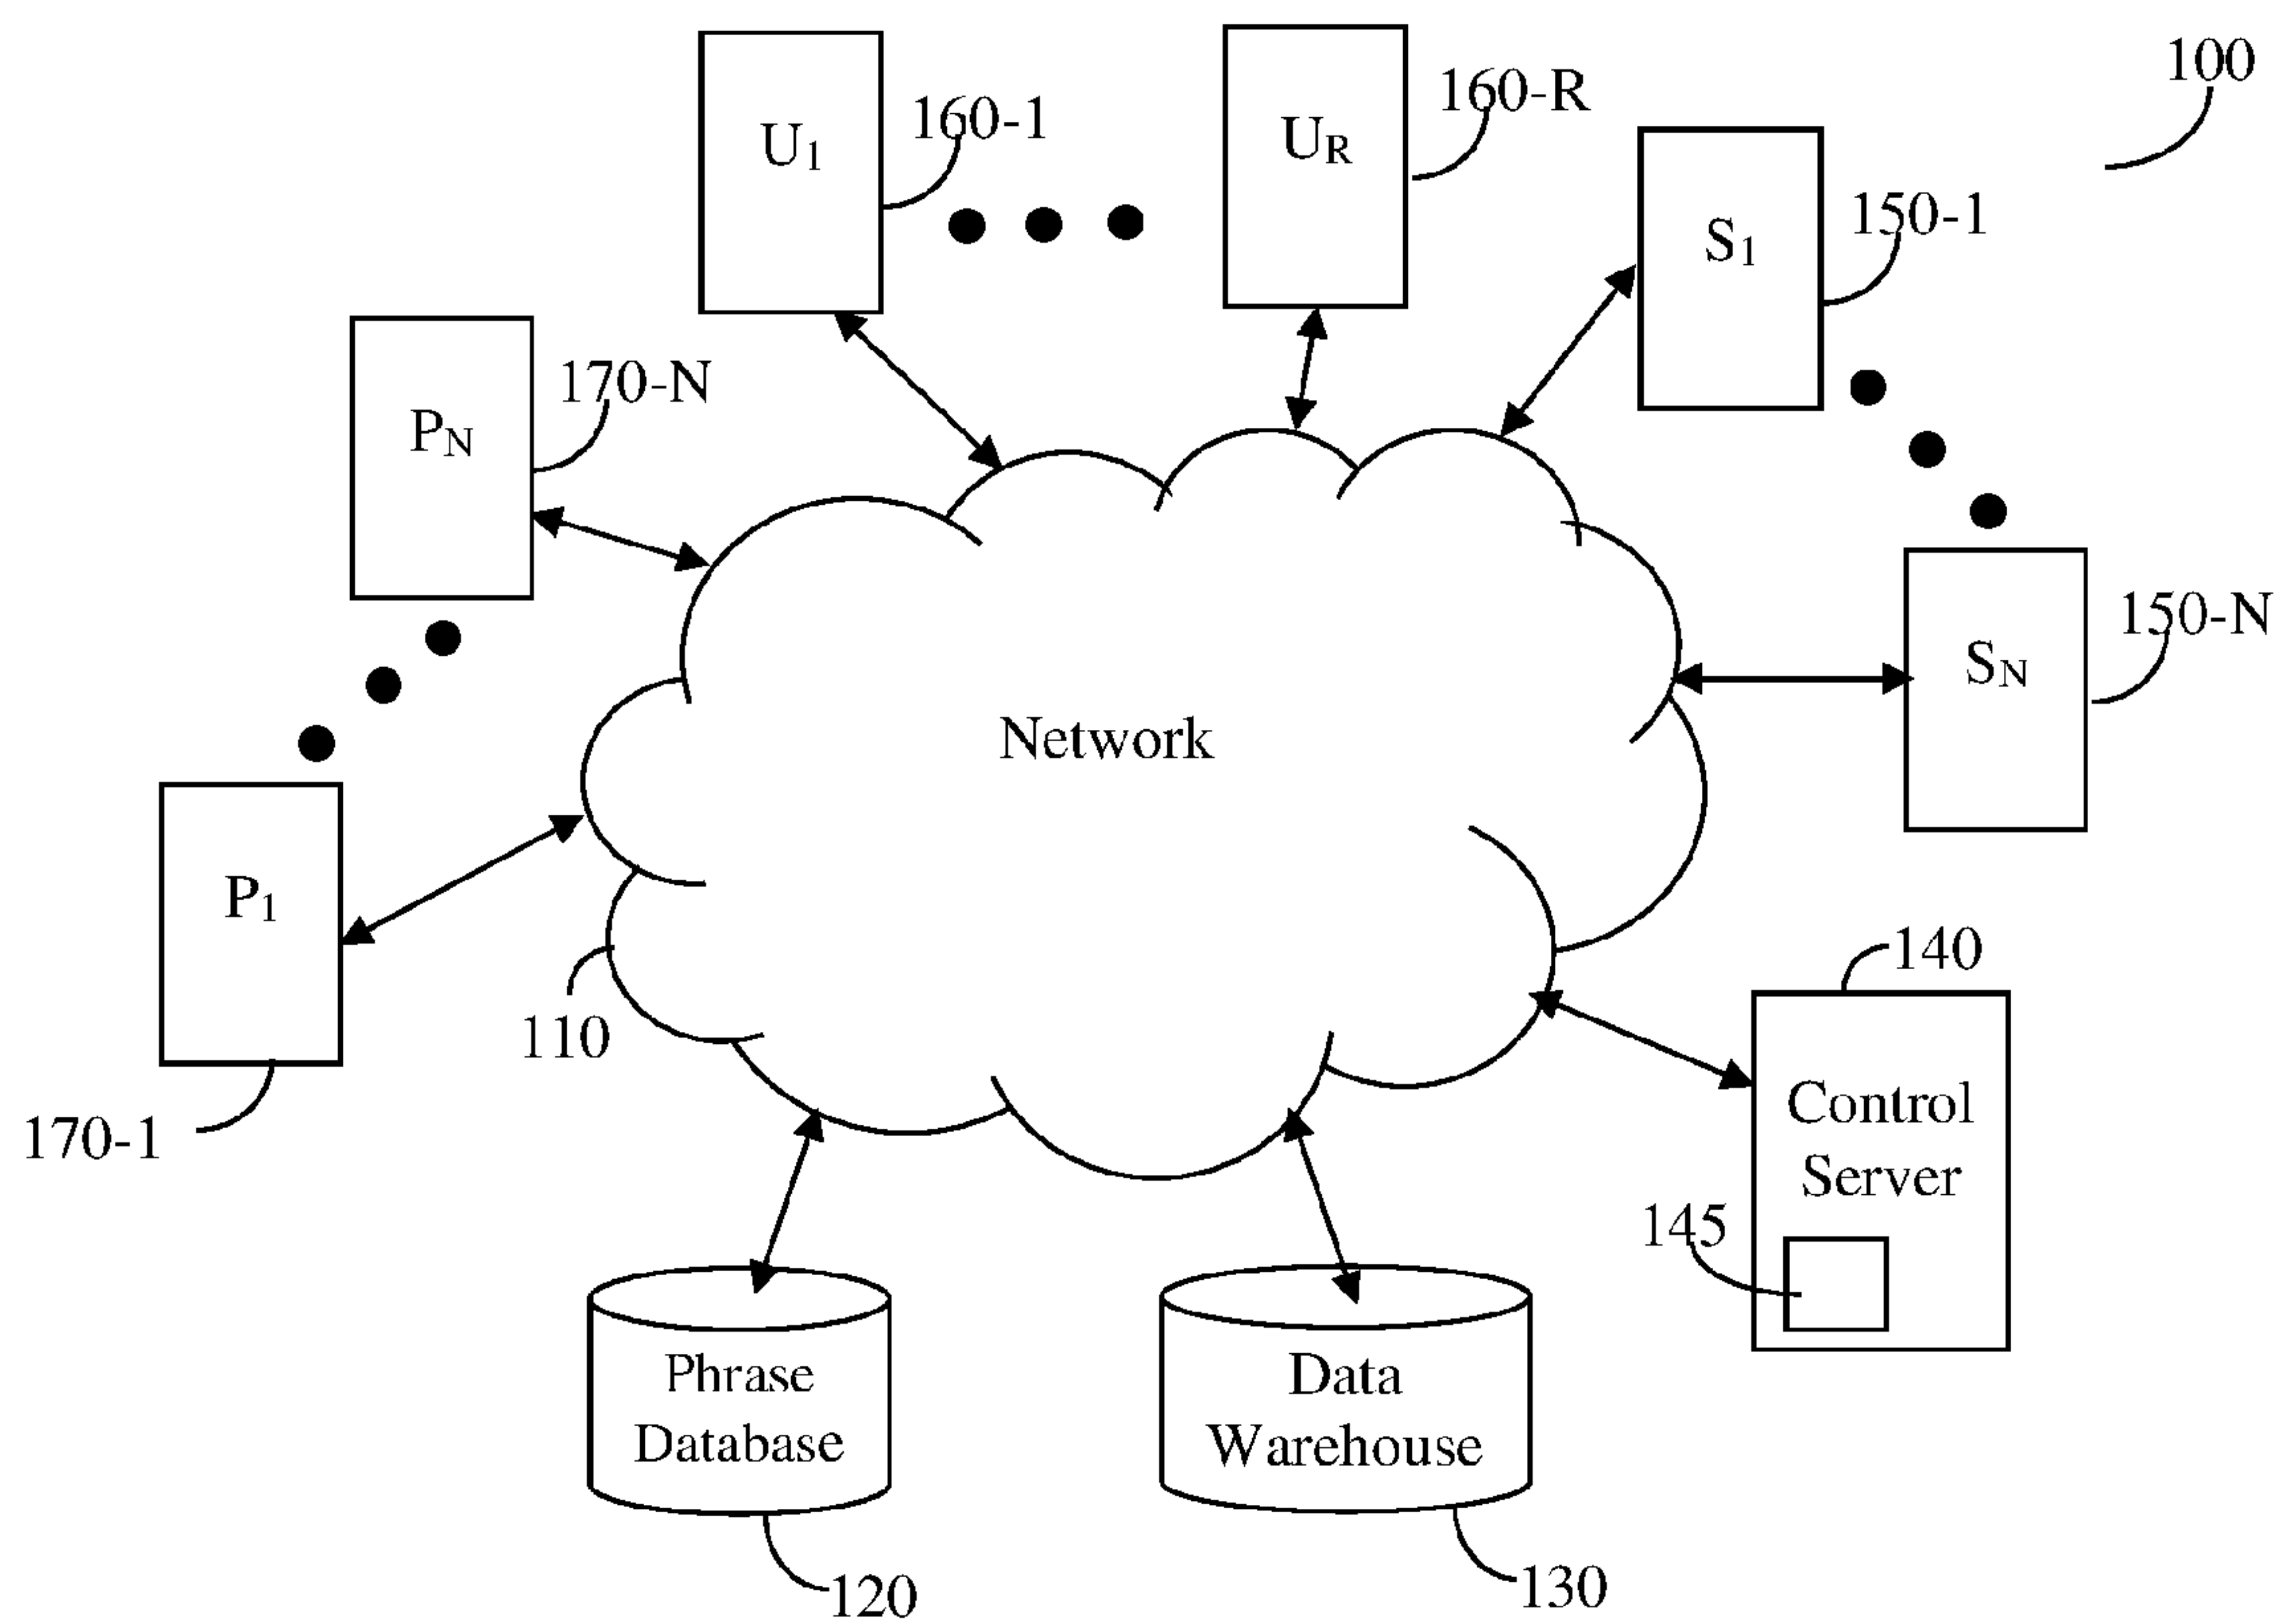 100
U1
160-1
UR
160-R
S1
150-1
PN
170-N
SN
150-N
Network
P1
170-1
110
140
Control
Server
145
Phrase
Database
120
Data
Warehouse
130